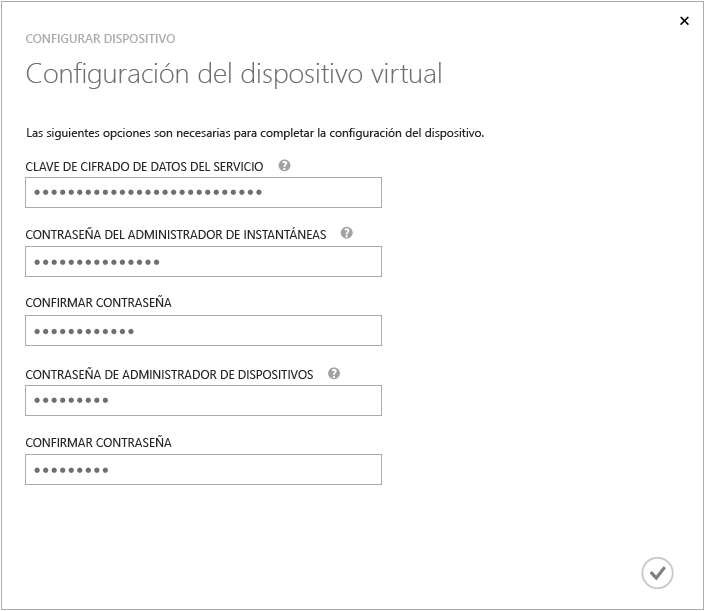 CONFIGURAR DISPOSITIVO
Configuración del dispositivo virtual
Las siguientes opciones son necesarias para completar la configuración del dispositivo.
CLAVE DE CIFRADO DE DATOS DEL SERVICIO ?
•••••••••••••••••••••••••••
CONTRASEÑA DEL ADMINISTRADOR DE INSTANTÁNEAS ?
•••••••••••••••
CONFIRMAR CONTRASEÑA
••••••••••••
CONTRASEÑA DE ADMINISTRADOR DE DISPOSITIVOS ?
•••••••••
CONFIRMAR CONTRASEÑA
•••••••••